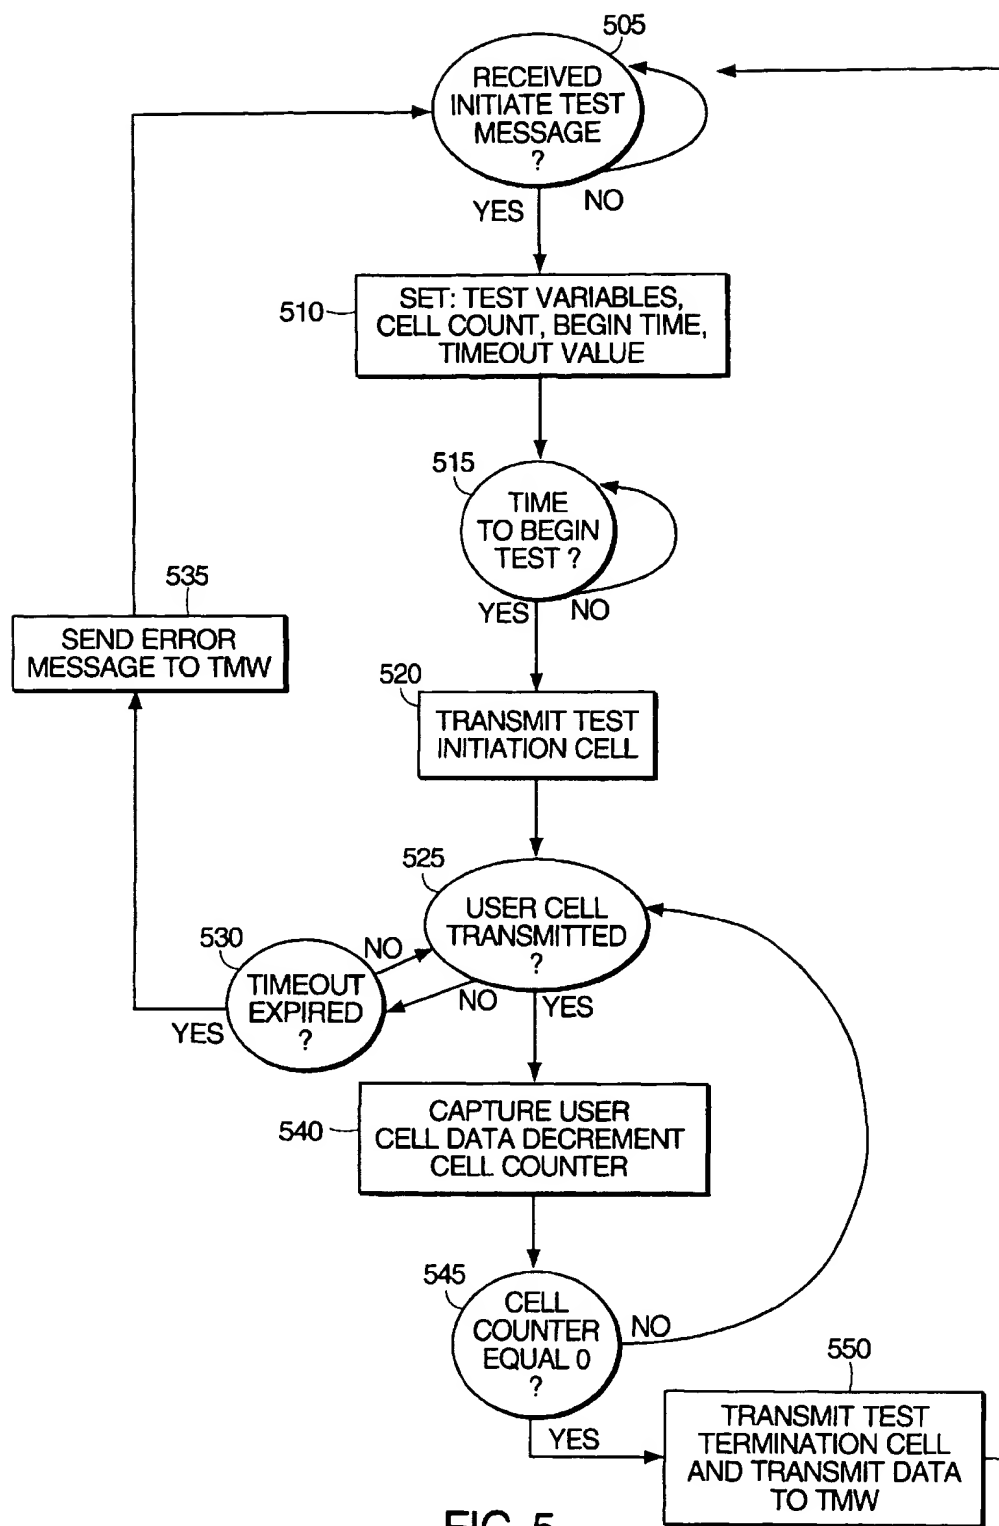 505
RECEIVED
INITIATE TEST
MESSAGE
?
YES
NO
510
SET: TEST VARIABLES,
CELL COUNT, BEGIN TIME,
TIMEOUT VALUE
515
TIME
TO BEGIN
TEST ?
YES
NO
535
SEND ERROR
MESSAGE TO TMW
520
TRANSMIT TEST
INITIATION CELL
525
USER CELL
TRANSMITTED
?
530
NO
TIMEOUT
EXPIRED
?
YES
NO
YES
540
CAPTURE USER
CELL DATA DECREMENT
CELL COUNTER
545
CELL
COUNTER
EQUAL 0
?
NO
YES
550
TRANSMIT TEST
TERMINATION CELL
AND TRANSMIT DATA
TO TMW
FIG. 5